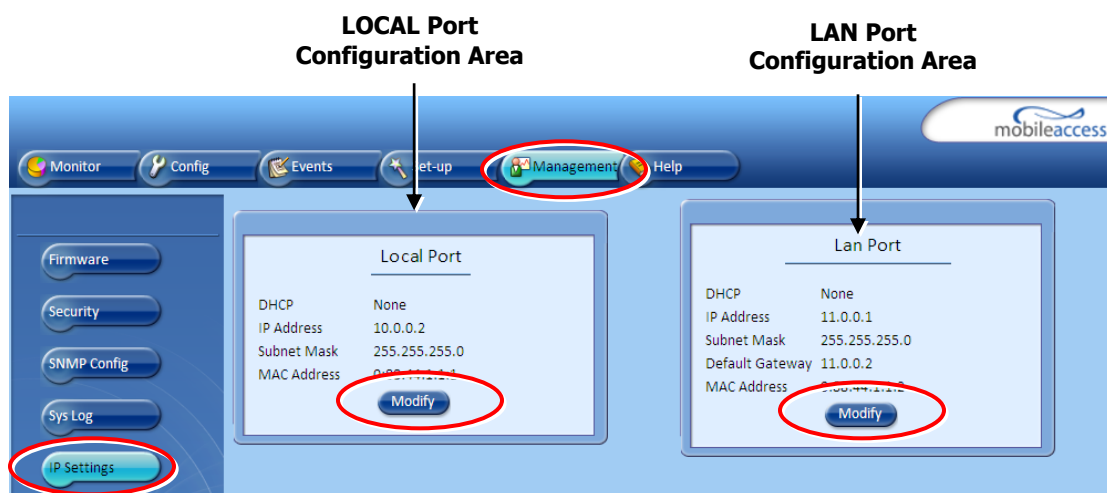 LOCAL Port
Configuration Area
LAN Port
Configuration Area
mobileaccess
Monitor
Config
Events
Set-up
Management
Help
Firmware
Security
SNMP Config
Sys Log
IP Settings
Local Port
DHCP None
IP Address 10.0.0.2
Subnet Mask 255.255.255.0
MAC Address
Modify
Lan Port
DHCP None
IP Address 11.0.0.1
Subnet Mask 255.255.255.0
Default Gateway 11.0.0.2
MAC Address
Modify